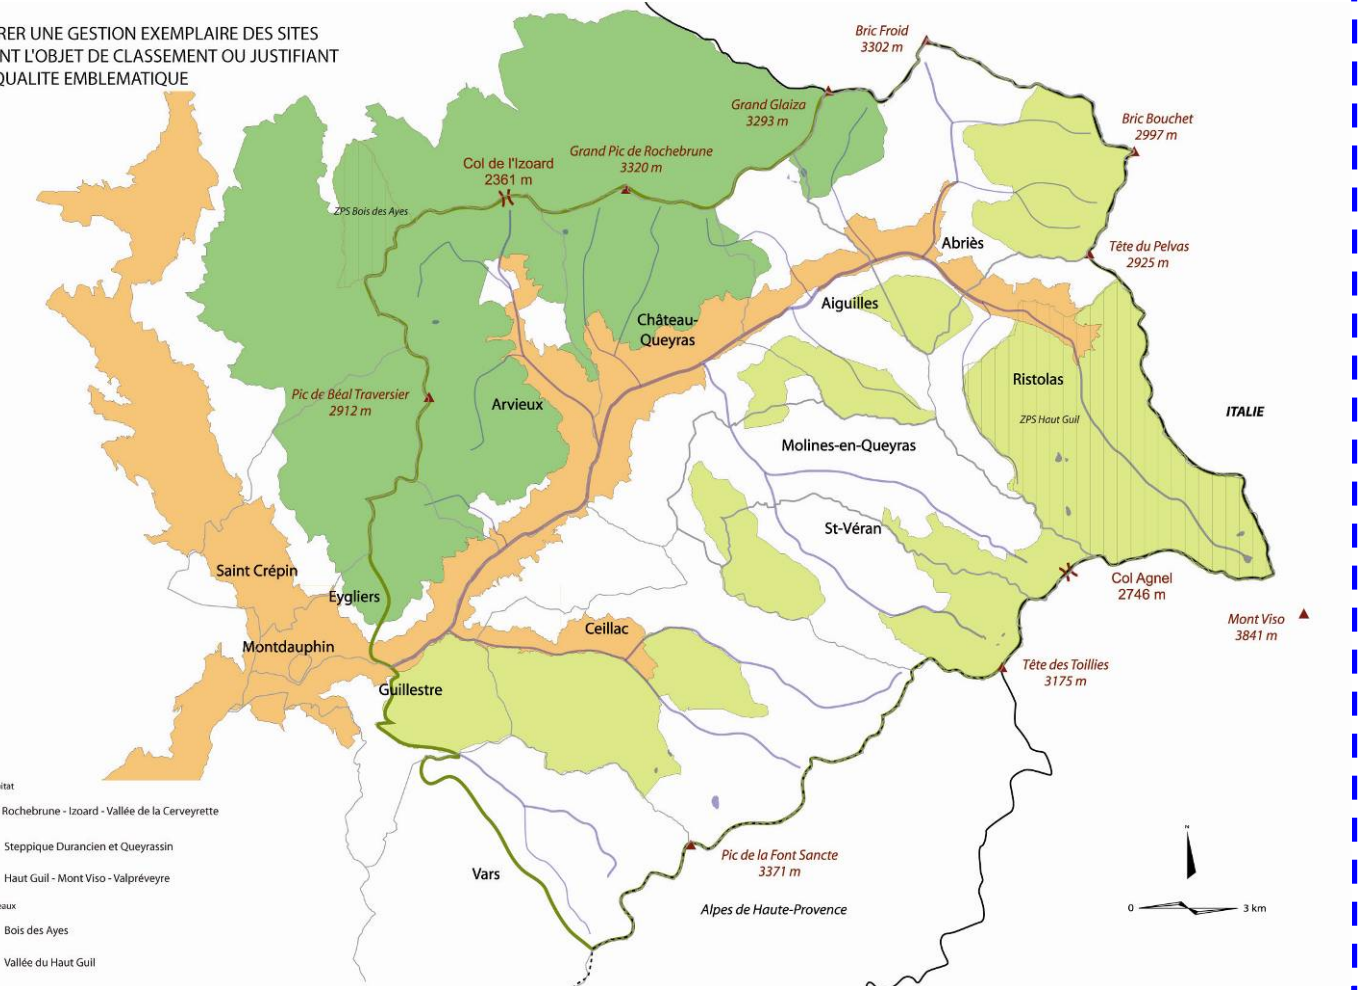 RER UNE GESTION EXEMPLAIRE DES SITES
NT L'OBJET DE CLASSEMENT OU JUSTIFIANT
QUALITE EMBLEMATIQUE
Bric Froid
3302 m
Grand Glaiza
3293 m
Bric Bouchet
2997 m
Col de l'Izoard
2361 m
Grand Pic de Rochebrune
3320 m
ZPS Bois des Ayes
Abriès
Tête du Pelvas
2925 m
Aiguilles
Château-
Queyras
Ristolas
Pic de Béal Traversier
2912 m
Arvieux
ZPS Haut Guil
ITALIE
Molines-en-Queyras
St-Véran
Saint Crépin
Eygliers
Col Agnel
2746 m
Mont Viso
3841 m
Ceillac
Montdauphin
Tête des Toillies
3175 m
Guillestre
itat
Rochebrune - Izoard - Vallée de la Cerveyrette
Steppique Durancien et Queyrassin
Haut Guil - Mont Viso - Valpréveyre
eaux
Bois des Ayes
Vallée du Haut Guil
Vars
Pic de la Font Sancte
3371 m
Alpes de Haute-Provence
N
0 3 km